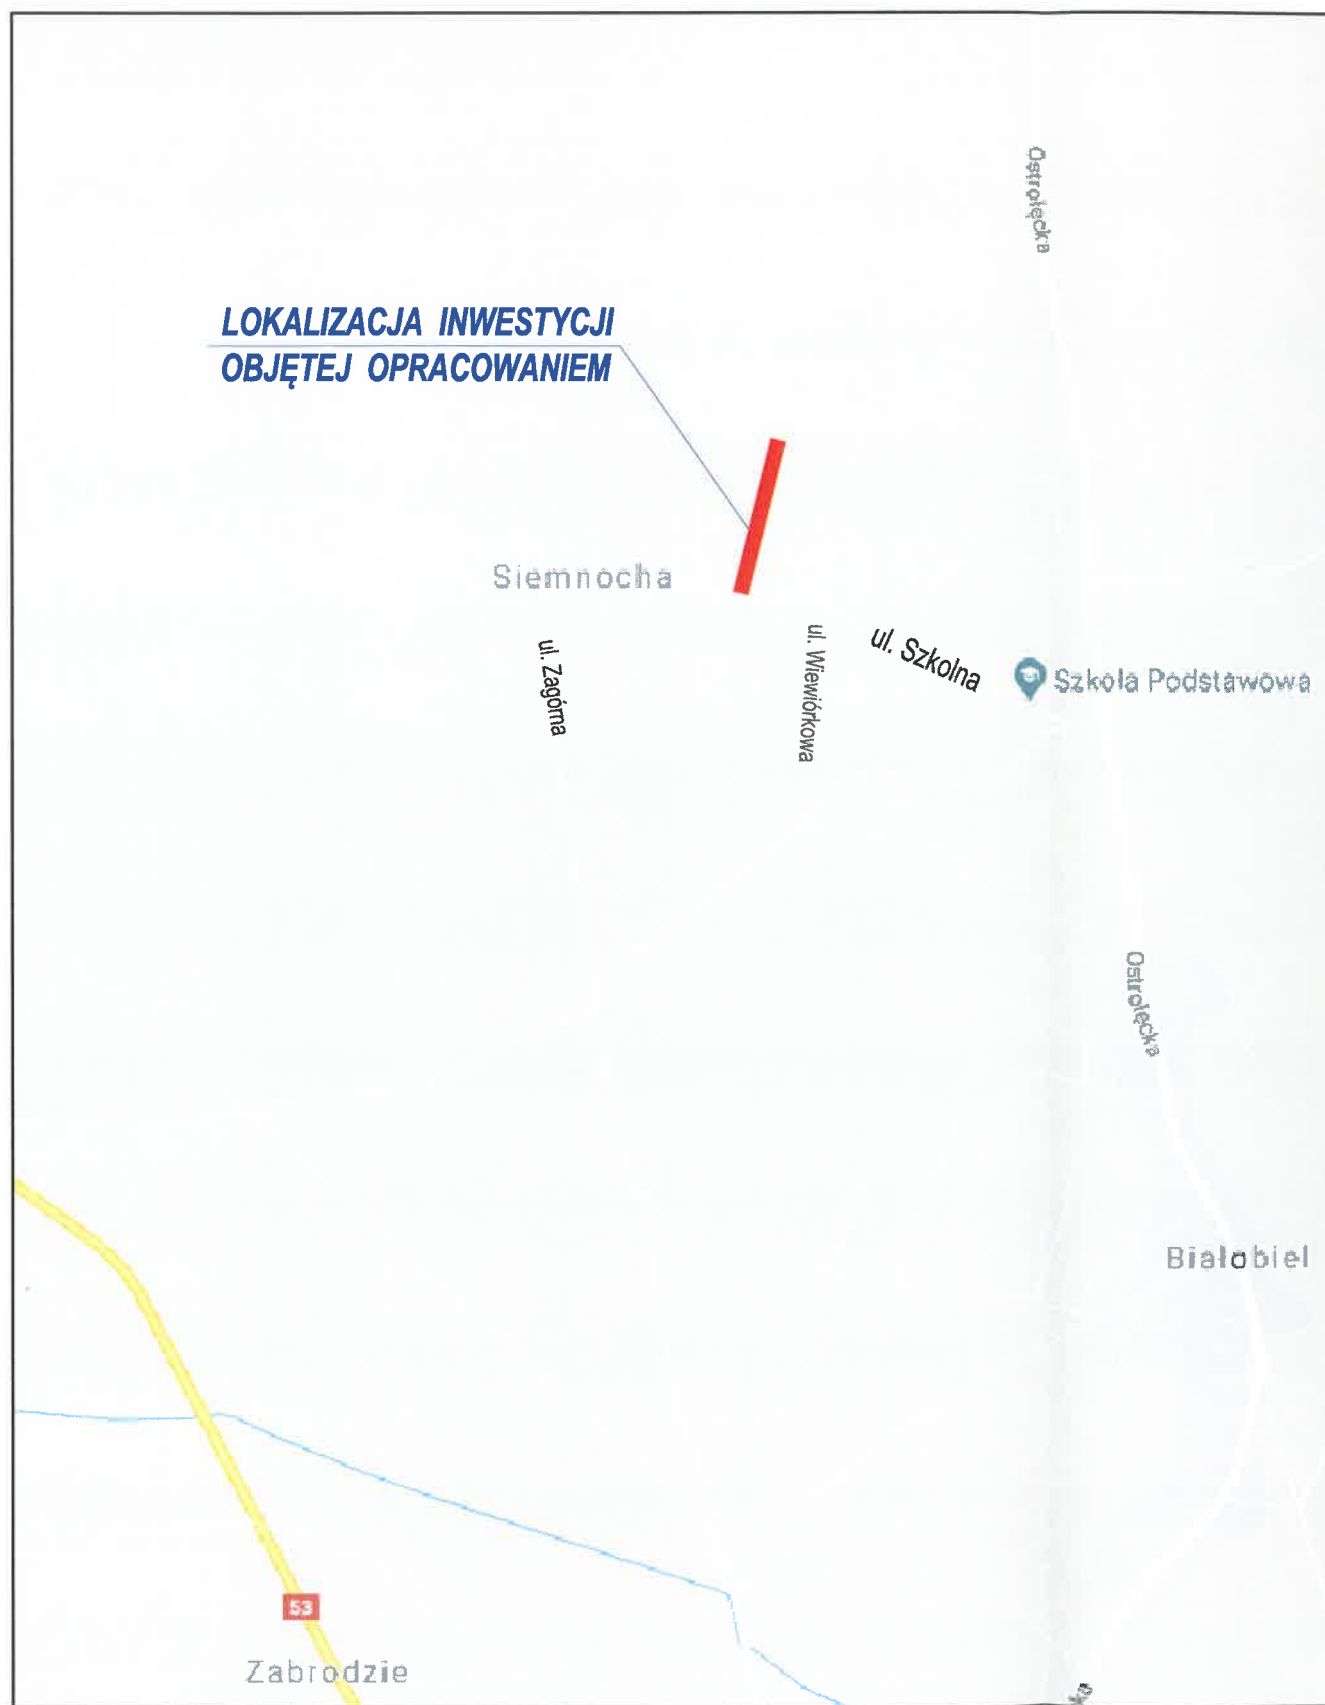 Ostrołęcka
LOKALIZACJA INWESTYCJI
OBJĘTEJ OPRACOWANIEM
Siemnocha
ul. Zagórna
ul. Wiewiórkowa
ul. Szkolna
Szkoła Podstawowa
Ostrołęcka
Białobiel
53
Zabrodzie